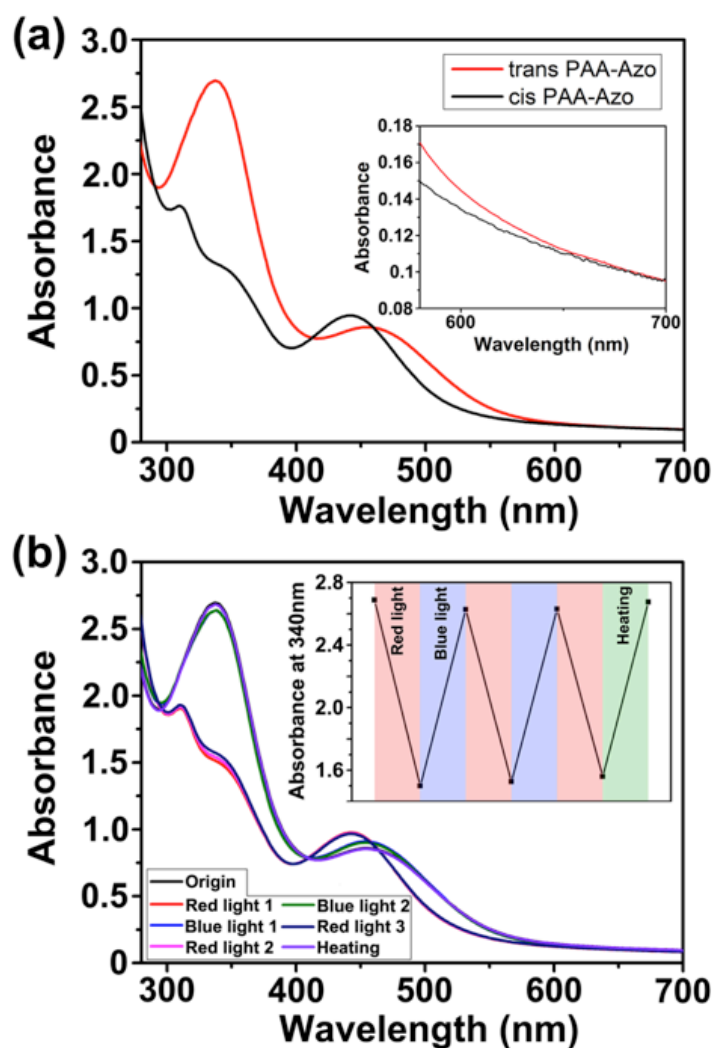 (a)
3.0
2.5
2.0
1.5
1.0
0.5
0
Absorbance
300 400 500 600 700
Wavelength (nm)
trans PAA-Azo
cis PAA-Azo
0.18
0.16
0.14
0.12
0.1
0.08
Absorbance
600 700
Wavelength (nm)
(b)
3.0
2.5
2.0
1.5
1.0
0.5
0
Absorbance
300 400 500 600 700
Wavelength (nm)
Origin
Red light 1 Blue light 2
Blue light 1 Red light 3
Red light 2 Heating
2.8
2.4
2.0
1.6
Absorbance at 340nm
Red light
Blue light
Heating